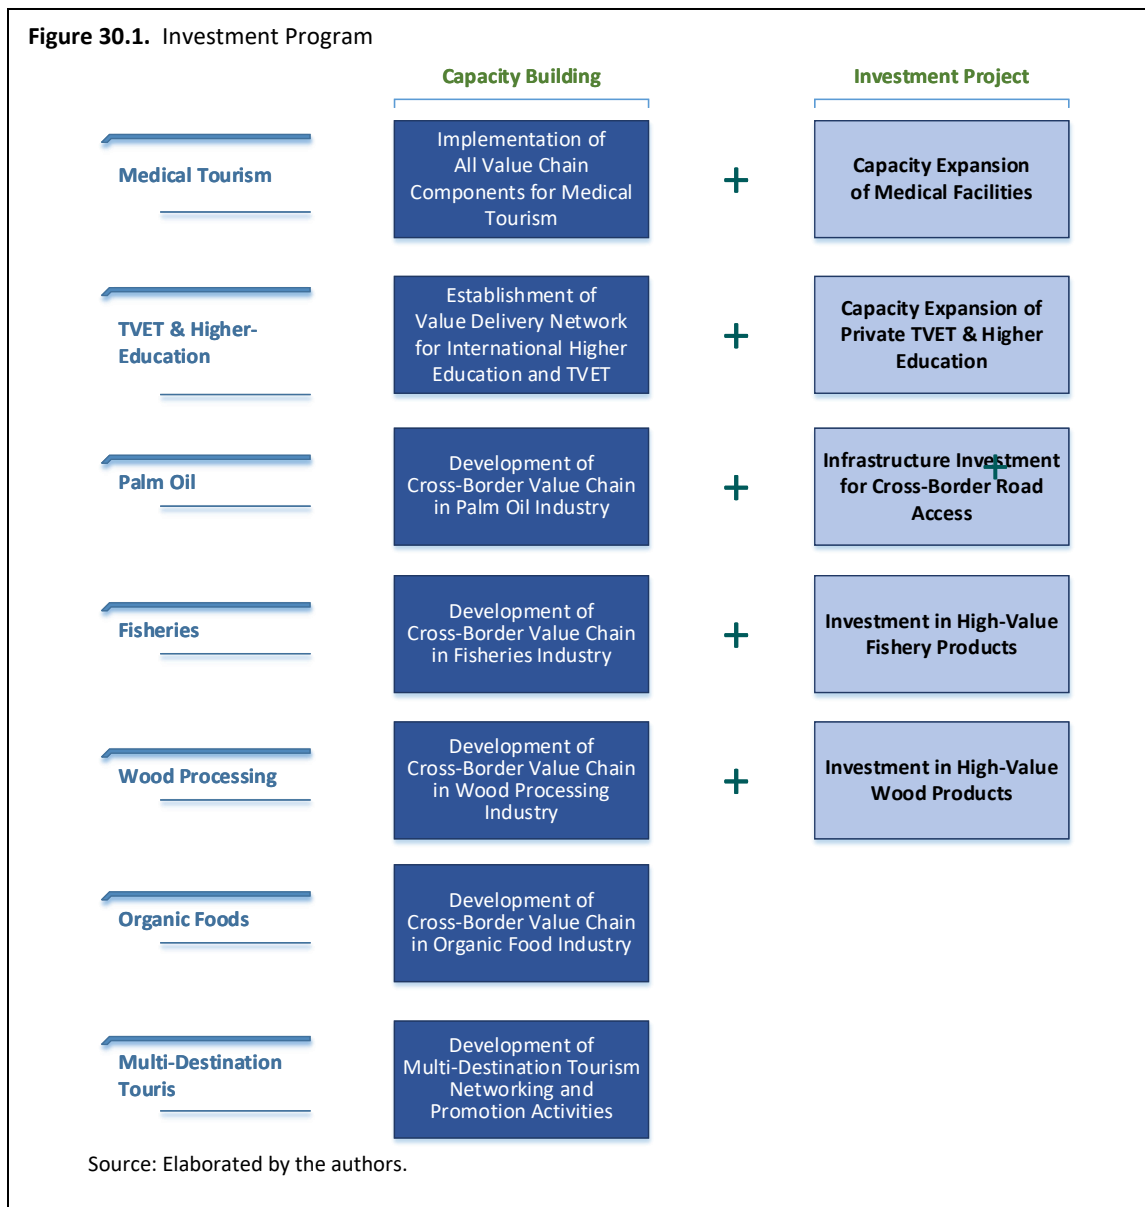 Figure 30.1. Investment Program
Capacity Building
Investment Project
Medical Tourism
Implementation of
All Value Chain
Components for Medical
Tourism
+
Capacity Expansion
of Medical Facilities
TVET & Higher-
Education
Establishment of
Value Delivery Network
for International Higher
Education and TVET
+
Capacity Expansion of
Private TVET & Higher
Education
Palm Oil
Development of
Cross-Border Value Chain
in Palm Oil Industry
+
Infrastructure Investment
for Cross-Border Road
Access
+
Fisheries
Development of
Cross-Border Value Chain
in Fisheries Industry
+
Investment in High-Value
Fishery Products
Wood Processing
Development of
Cross-Border Value Chain
in Wood Processing
Industry
+
Investment in High-Value
Wood Products
Organic Foods
Development of
Cross-Border Value Chain
in Organic Food Industry
Multi-Destination
Touris
Development of
Multi-Destination Tourism
Networking and
Promotion Activities
Source: Elaborated by the authors.